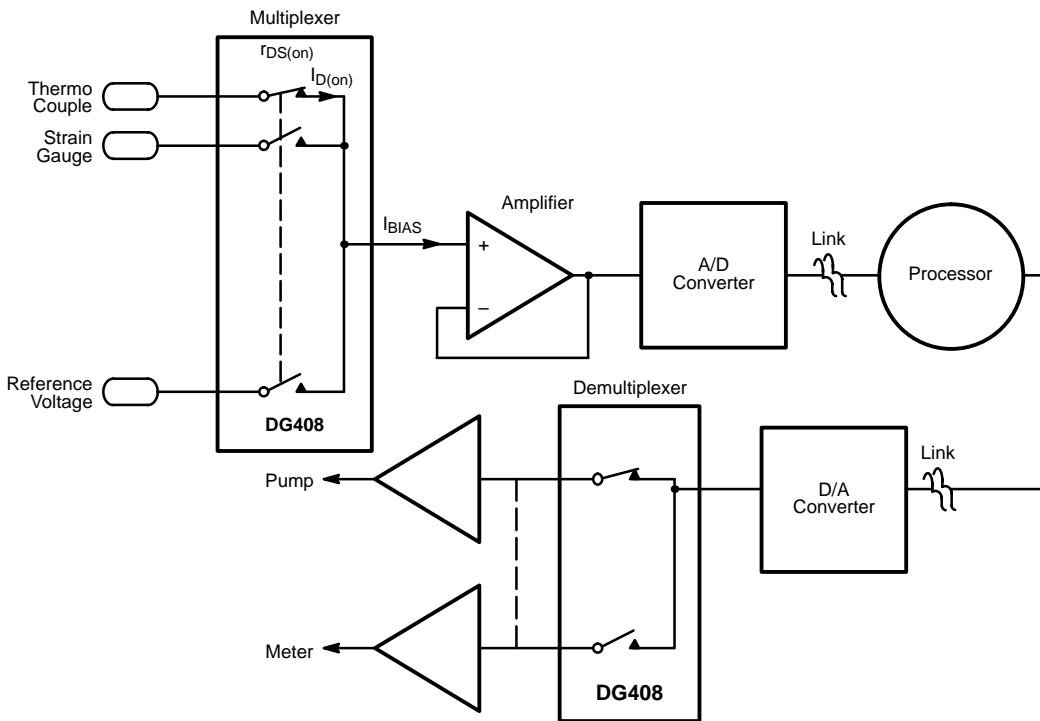 Multiplexer
rDS(on)
ID(on)
Thermo
Couple
Strain
Gauge
IBIAS
Amplifier
+
–
A/D
Converter
Link
Processor
Reference
Voltage
DG408
Demultiplexer
Pump
D/A
Converter
Link
Meter
DG408